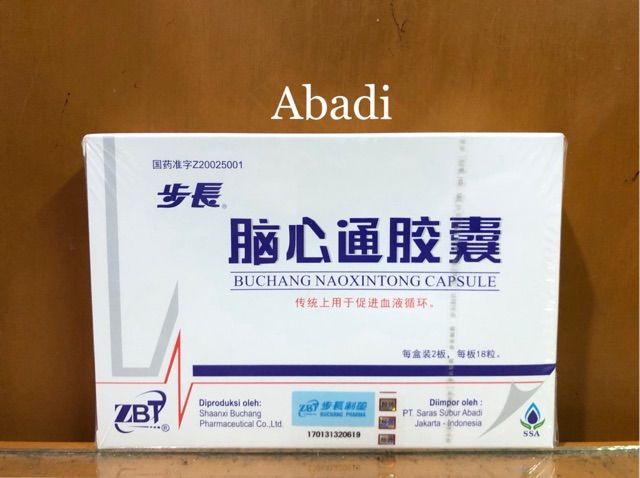 Abadi
国药准字Z20025001
步長®
脑心通胶囊
BUCHANG NAOXINTONG CAPSULE
传统上用于促进血液循环。
每盒装2板，每板18粒。
ZBT®
Diproduksi oleh:
Shaanxi Buchang
Pharmaceutical Co.,Ltd.
步長制药
BUCHANG PHARMA
170131320619
Diimpor oleh :
PT. Saras Subur Abadi
Jakarta - Indonesia
SSA